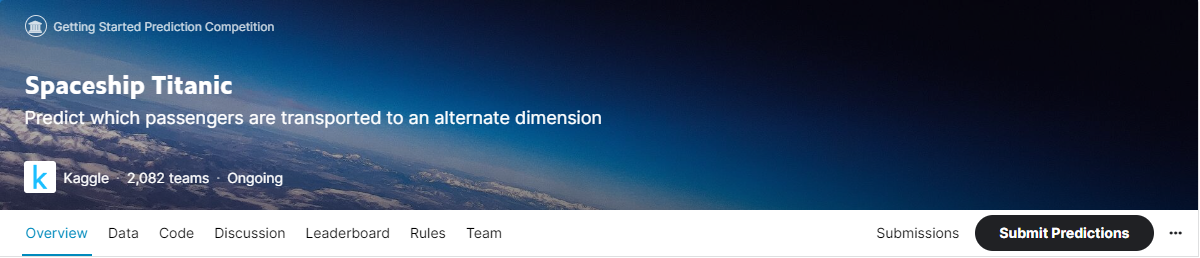 Getting Started Prediction Competition
Spaceship Titanic
Predict which passengers are transported to an alternate dimension
k Kaggle · 2,082 teams · Ongoing
Overview Data Code Discussion Leaderboard Rules Team Submissions Submit Predictions ···